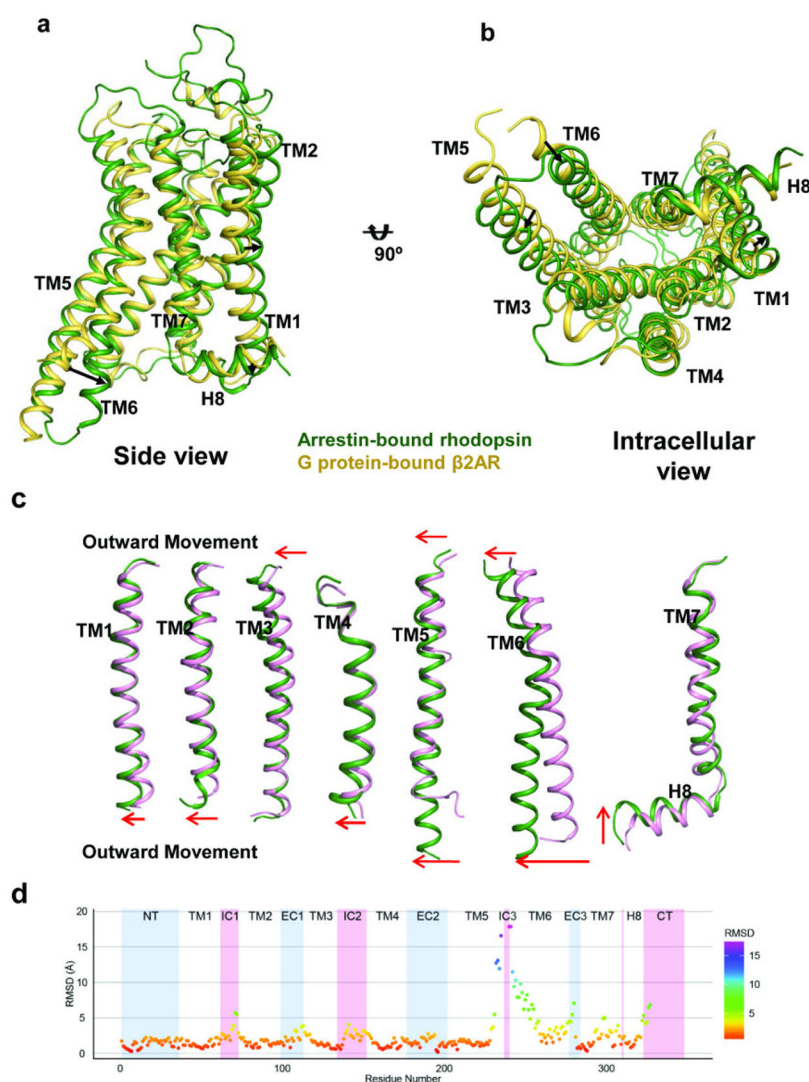 a
b
TM2
TM5
TM7
TM1
TM6
H8
90º
TM5
TM6
TM7
H8
TM3
TM2
TM1
TM4
Side view
Arrestin-bound rhodopsin
G protein-bound β2AR
Intracellular
view
c
Outward Movement
TM1
TM2
TM3
TM4
TM5
TM6
TM7
H8
Outward Movement
d
NT TM1 IC1 TM2 EC1 TM3 IC2 TM4 EC2 TM5 IC3 TM6 EC3 TM7 H8 CT
RMSD (Å)
20
15
10
5
0
0 100 200 300
Residue Number
RMSD
15
10
5